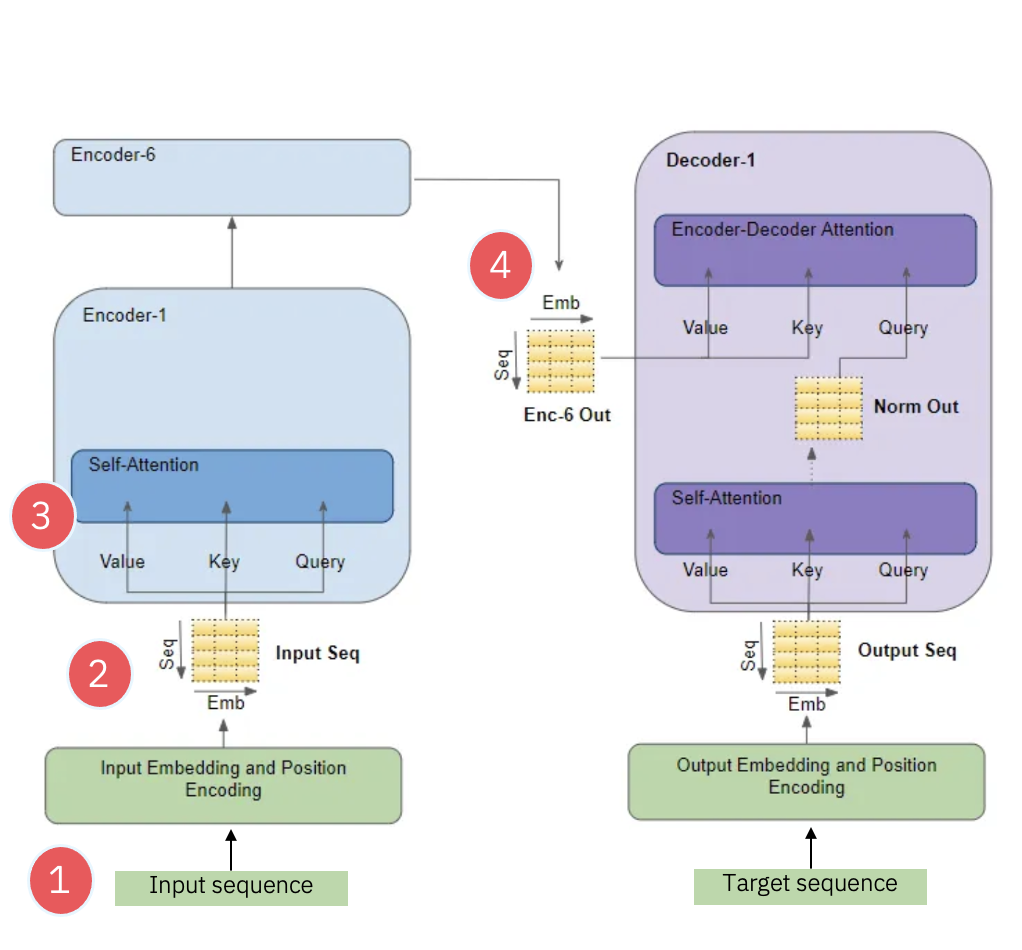 Encoder-6
4
Emb
Seq
Enc-6 Out
Encoder-1
Self-Attention
3
Value Key Query
2
Seq
Input Seq
Emb
Input Embedding and Position
Encoding
1
Input sequence
Decoder-1
Encoder-Decoder Attention
Value Key Query
Norm Out
Self-Attention
Value Key Query
Seq
Output Seq
Emb
Output Embedding and Position
Encoding
Target sequence